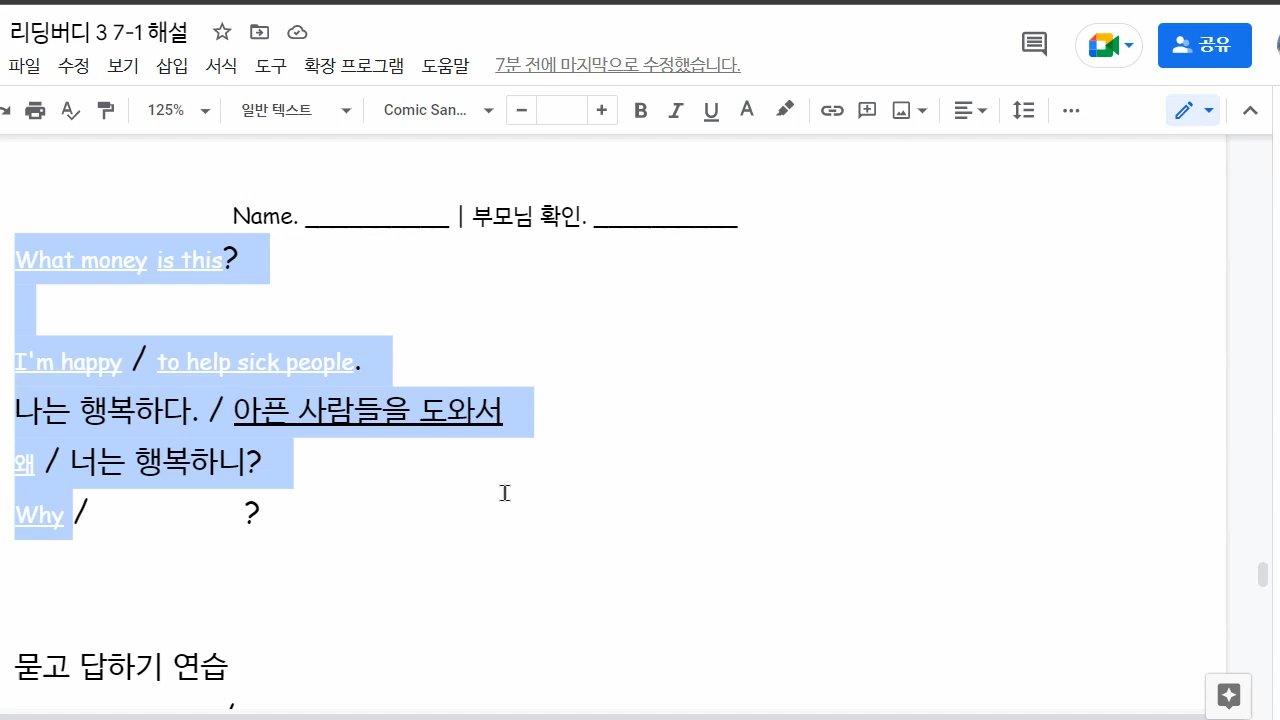 리딩버디 3 7-1 해설
공유
파일 수정 보기 삽입 서식 도구 확장 프로그램 도움말 7분 전에 마지막으로 수정했습니다.
125% 일반 텍스트 Comic San... − + B I U A
Name. __________ | 부모님 확인. __________
What money is this?
I'm happy / to help sick people.
나는 행복하다. / 아픈 사람들을 도와서
왜 / 너는 행복하니?
Why / ?
묻고 답하기 연습